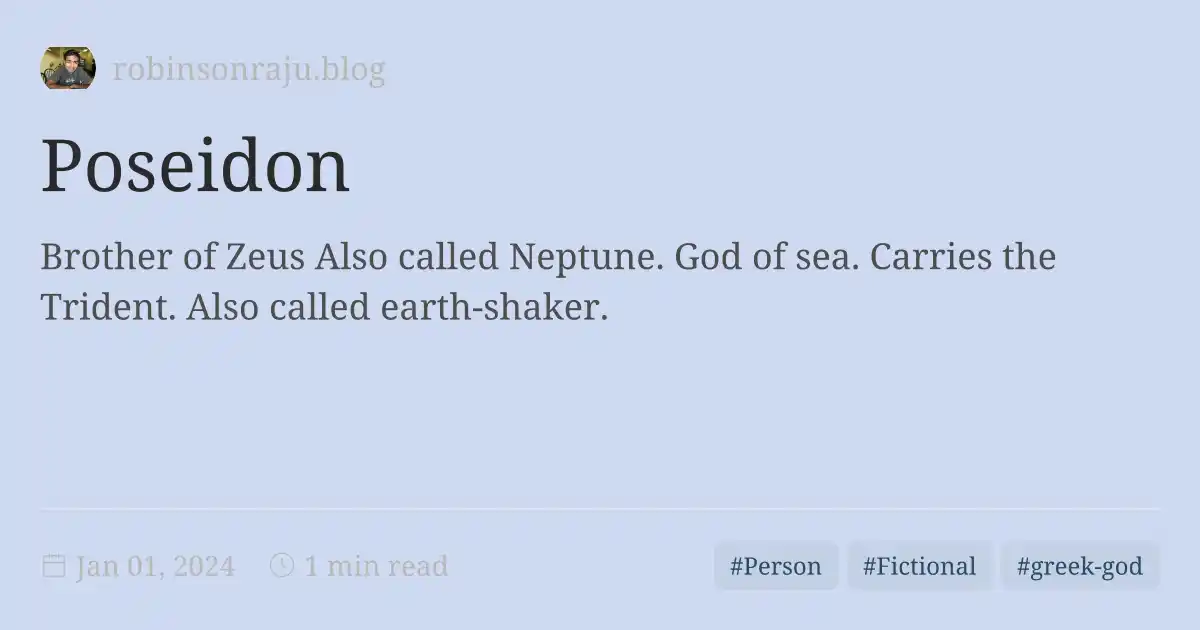 robinsonraju.blog
Poseidon
Brother of Zeus Also called Neptune. God of sea. Carries the
Trident. Also called earth-shaker.
Jan 01, 2024 1 min read #Person #Fictional #greek-god